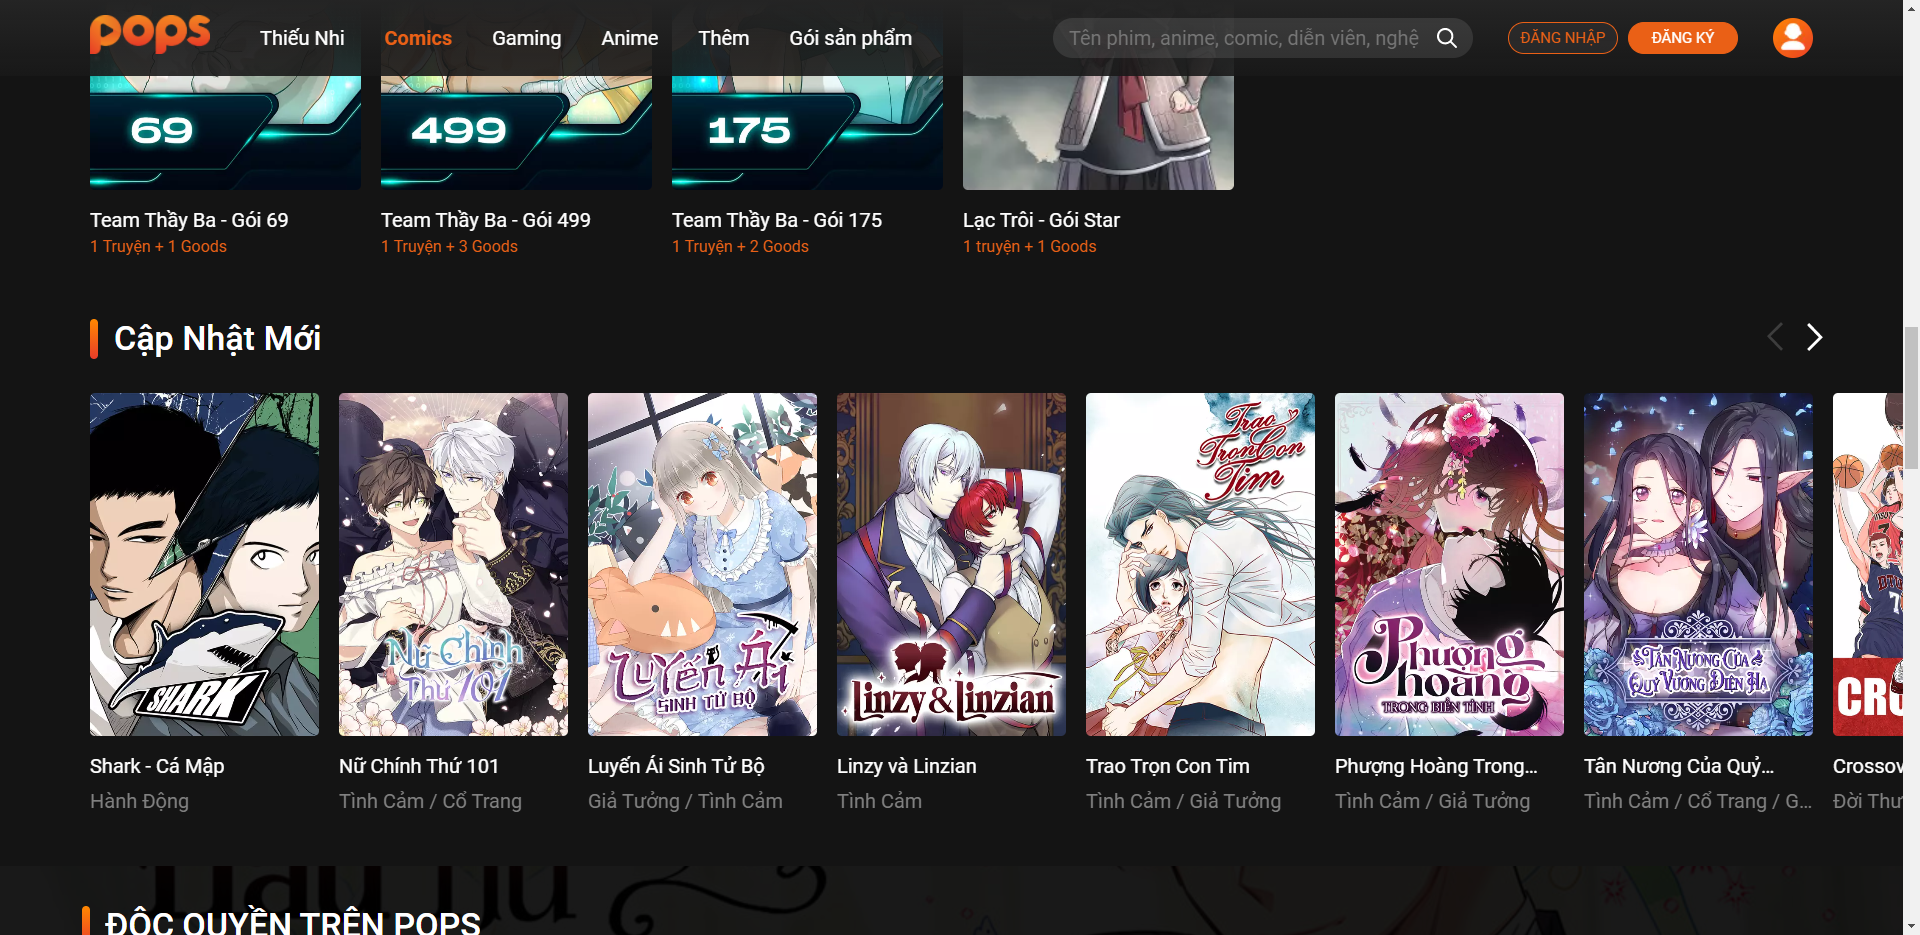 POPS
Thiếu Nhi
Comics
Gaming
Anime
Thêm
Gói sản phẩm
Tên phim, anime, comic, diễn viên, nghệ
ĐĂNG NHẬP
ĐĂNG KÝ
69
499
175
Team Thầy Ba - Gói 69
1 Truyện + 1 Goods
Team Thầy Ba - Gói 499
1 Truyện + 3 Goods
Team Thầy Ba - Gói 175
1 Truyện + 2 Goods
Lạc Trôi - Gói Star
1 truyện + 1 Goods
Cập Nhật Mới
SHARK
Nữ Chính
Thứ 101
Luyến Ái
SINH TỬ BỘ
Linzy & Linzian
Trao
Trọn Con
Tim
Phượng
hoàng
TRONG BIỂN TÌNH
TÂN NƯƠNG CỦA
QUỶ VƯƠNG ĐIỆN HẠ
Shark - Cá Mập
Hành Động
Nữ Chính Thứ 101
Tình Cảm / Cổ Trang
Luyến Ái Sinh Tử Bộ
Giả Tưởng / Tình Cảm
Linzy và Linzian
Tình Cảm
Trao Trọn Con Tim
Tình Cảm / Giả Tưởng
Phượng Hoàng Trong...
Tình Cảm / Giả Tưởng
Tân Nương Của Quỷ...
Tình Cảm / Cổ Trang / G...
Crossov
Đời Thư
ĐỘC QUYỀN TRÊN POPS